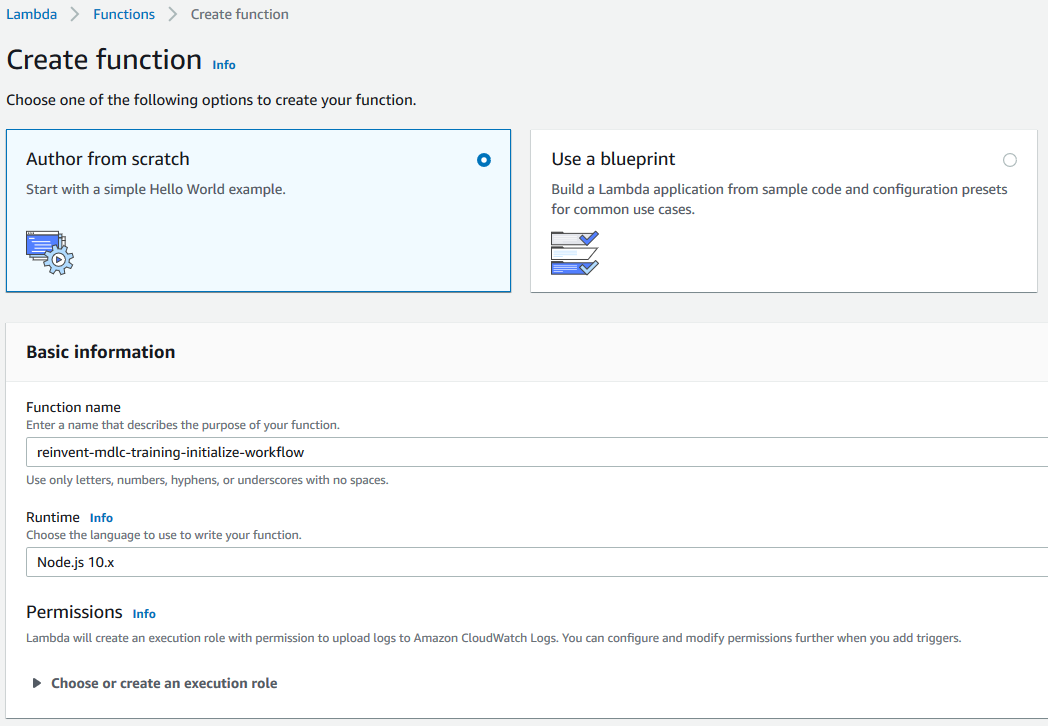 Lambda > Functions > Create function
Create function Info
Choose one of the following options to create your function.
Author from scratch
Start with a simple Hello World example.
Use a blueprint
Build a Lambda application from sample code and configuration presets
for common use cases.
Basic information
Function name
Enter a name that describes the purpose of your function.
reinvent-mdlc-training-initialize-workflow
Use only letters, numbers, hyphens, or underscores with no spaces.
Runtime Info
Choose the language to use to write your function.
Node.js 10.x
Permissions Info
Lambda will create an execution role with permission to upload logs to Amazon CloudWatch Logs. You can configure and modify permissions further when you add triggers.
Choose or create an execution role